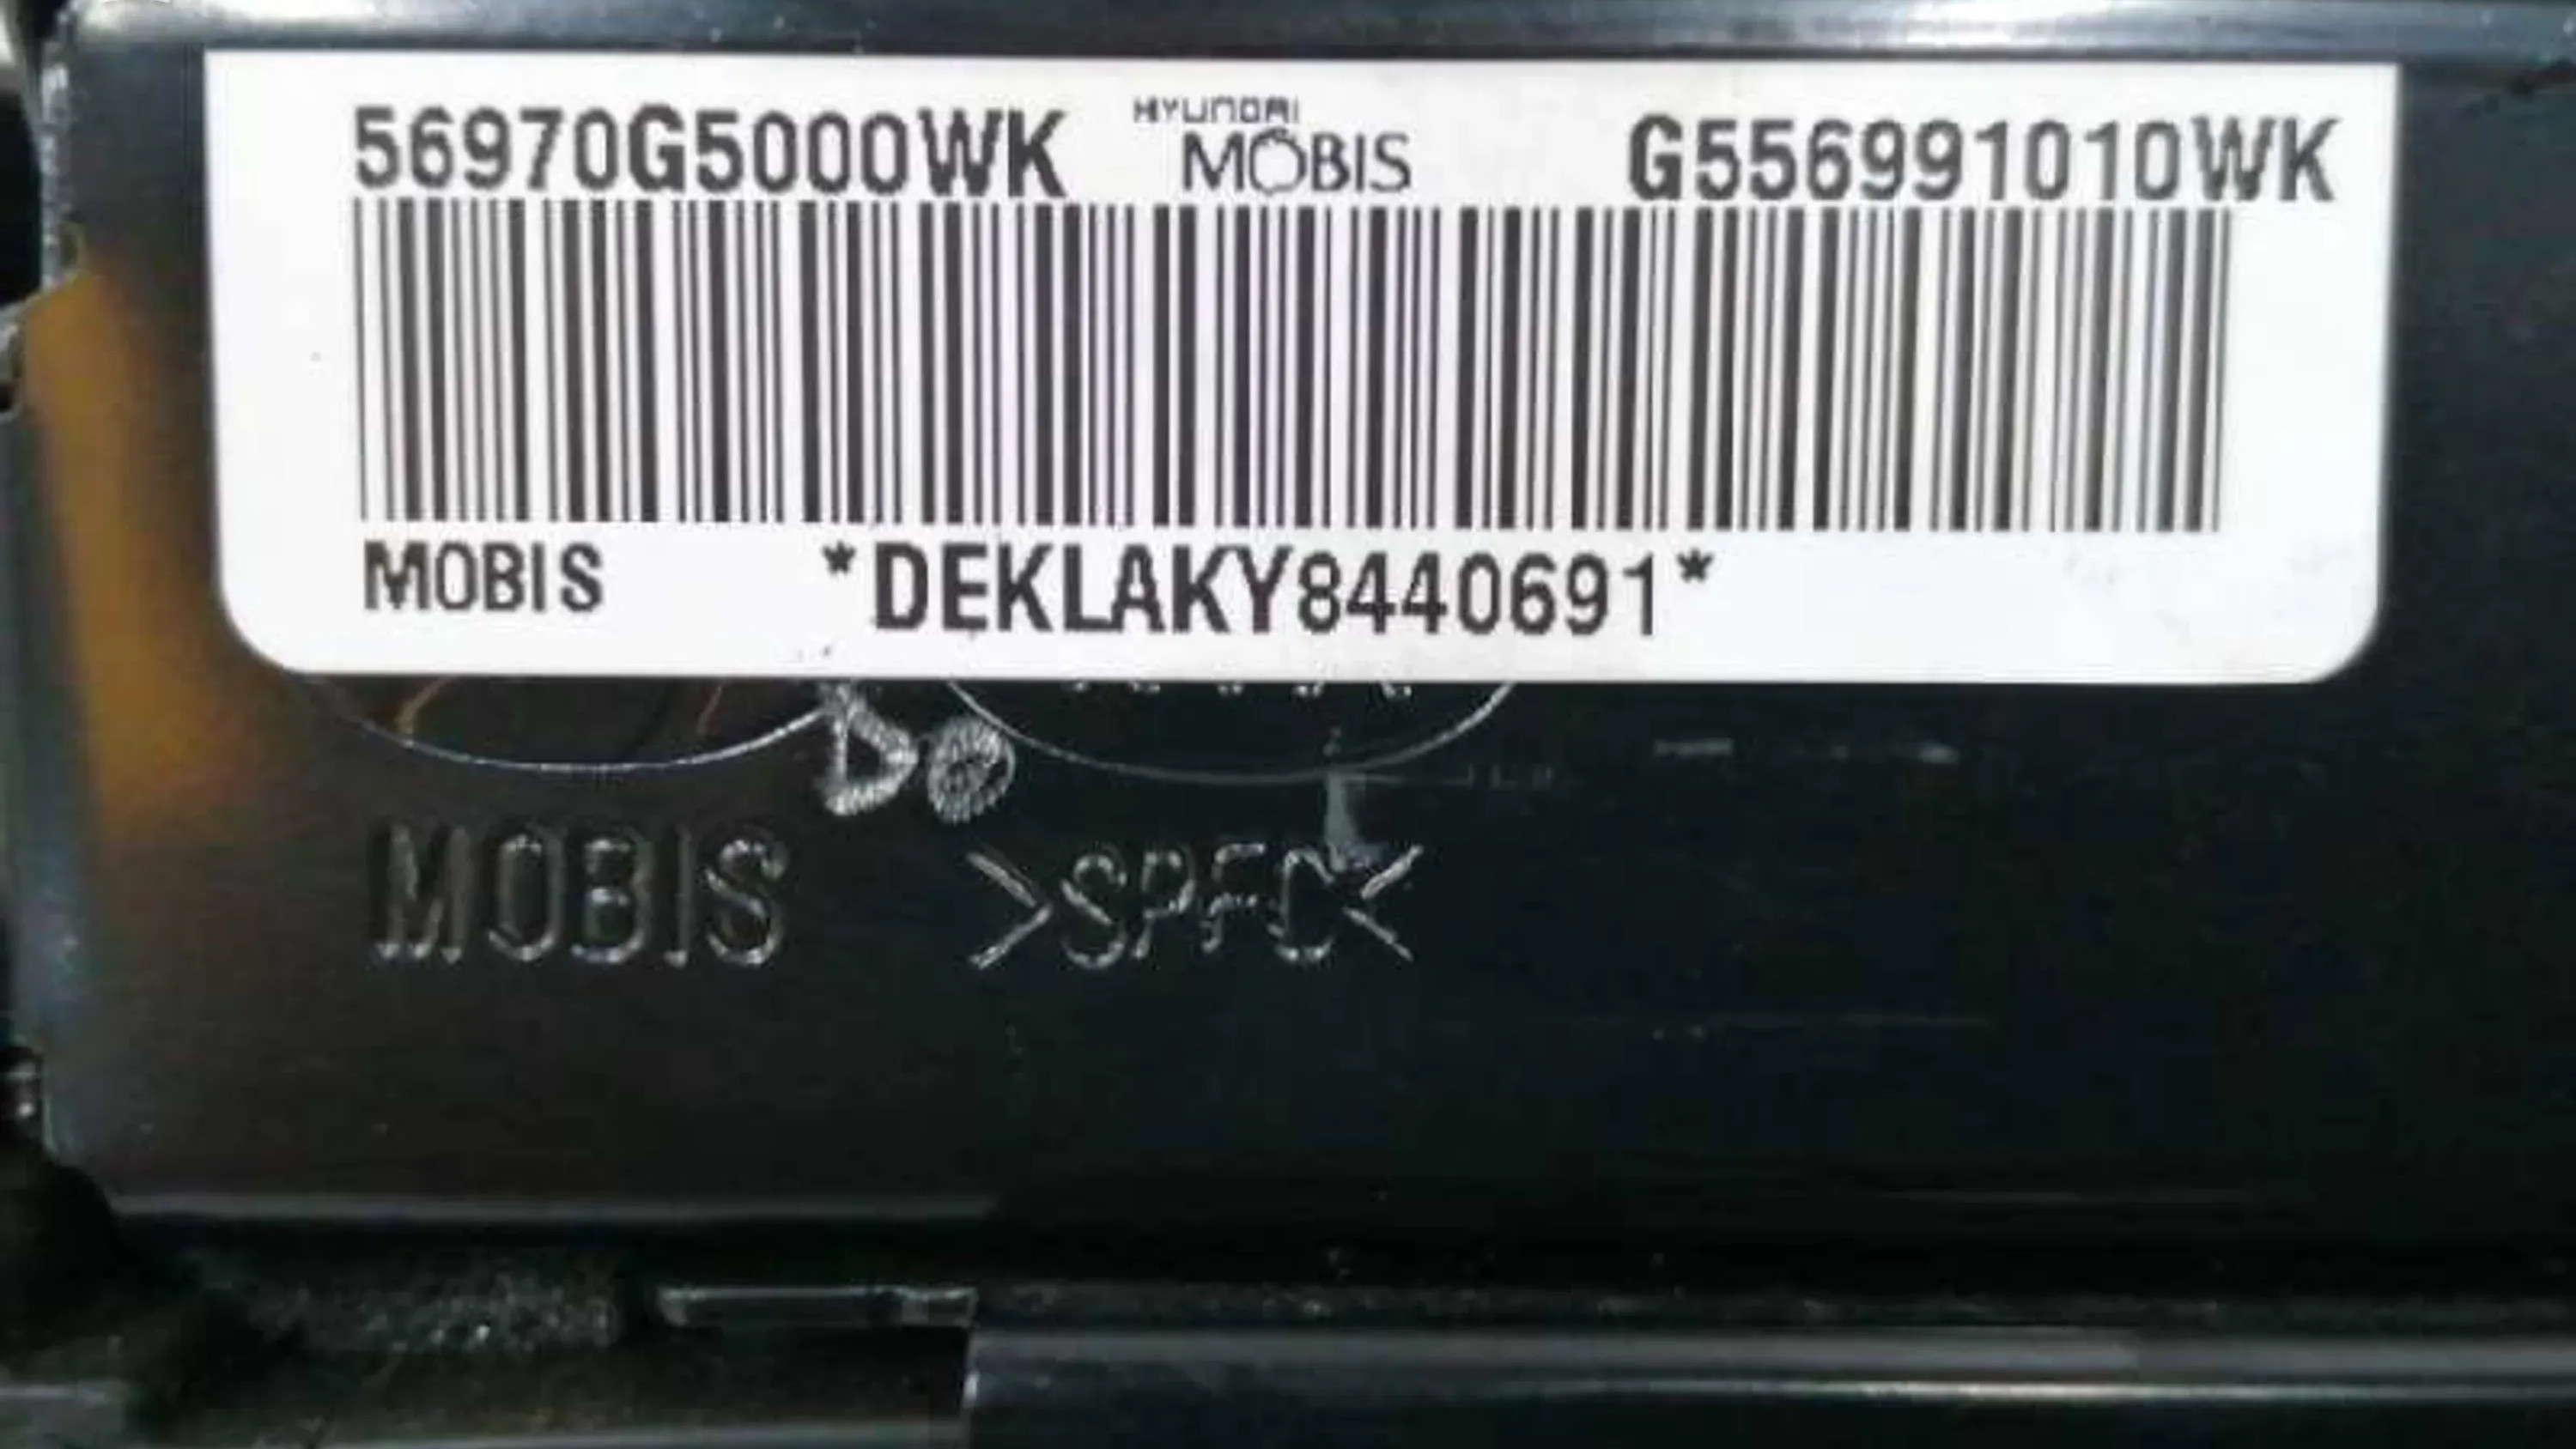 56970G5000WK HYUNDAI MOBIS G556991010WK
MOBIS *DEKLAKY8440691*
MOBIS >SPFC<